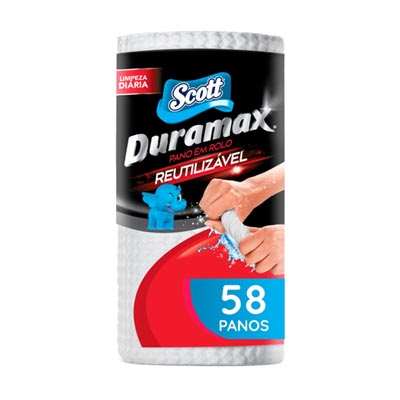 LIMPEZA
DIÁRIA
Scott
Duramax
PANO EM ROLO
REUTILIZÁVEL
58
PANOS